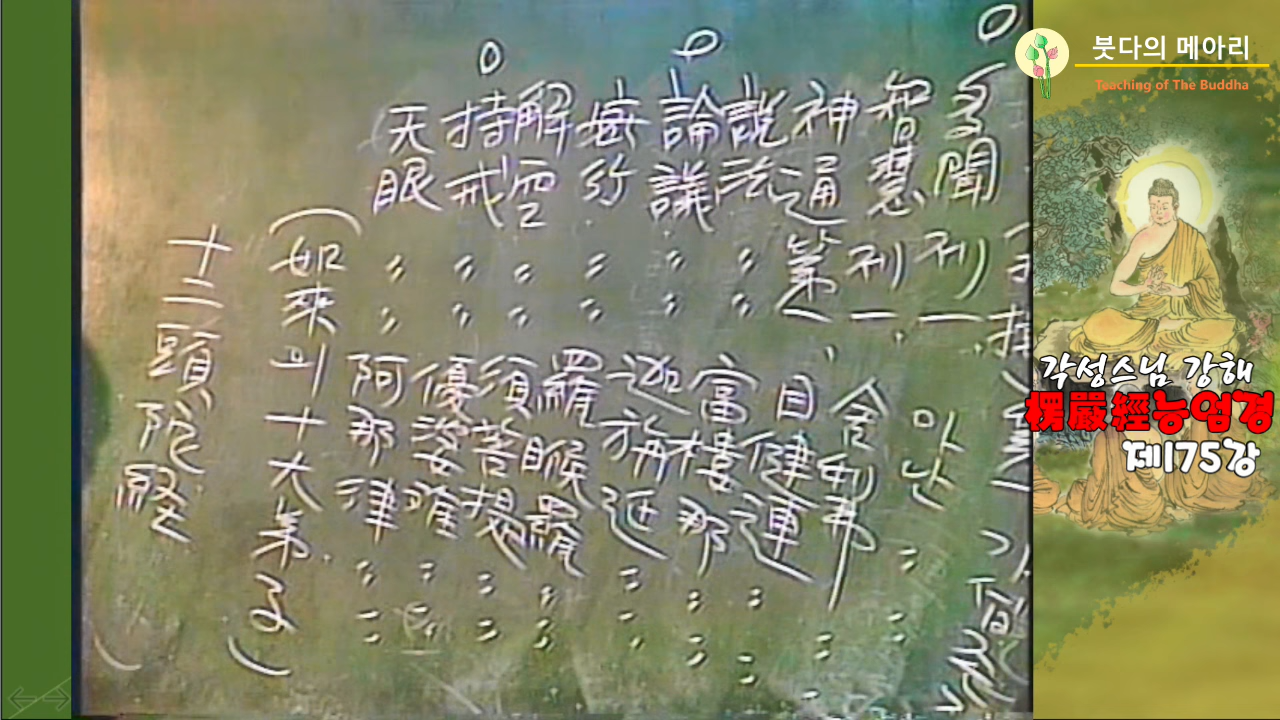 多聞제一 아난 〃 〃
智慧제一 舍利弗 〃 〃
神通第一 目健連 〃 〃 〃
說法 〃 〃 富樓那 〃 〃 〃
論議 〃 〃 迦旃延 〃 〃 〃
密行 〃 〃 羅睺羅 〃 〃
解空 〃 〃 須菩提 〃 〃
持戒 〃 〃 優婆離 〃 〃
天眼 〃 〃 阿那律 〃 〃 〃
(如來의 十大弟子)
十二頭陀経
붓다의 메아리
Teaching of The Buddha
각성스님 강해
楞嚴經능엄경
제175강